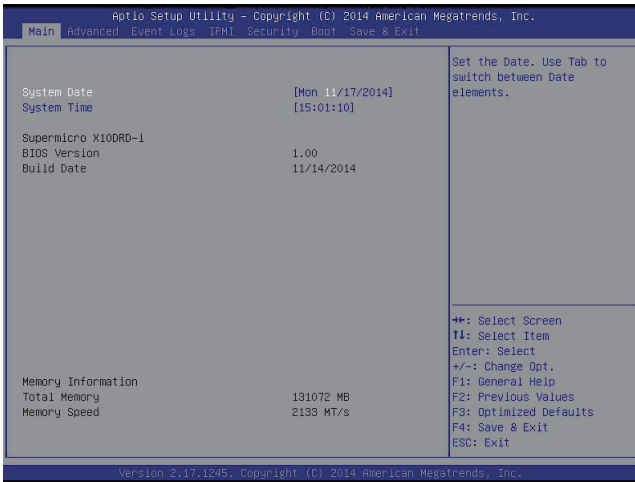 Aptio Setup Utility – Copyright (C) 2014 American Megatrends, Inc.
Main Advanced Event Logs IPMI Security Boot Save & Exit
Set the Date. Use Tab to
switch between Date
elements.
System Date [Mon 11/17/2014]
System Time [15:01:10]
Supermicro X10DRD-i
BIOS Version 1.00
Build Date 11/14/2014
Memory Information
Total Memory 131072 MB
Memory Speed 2133 MT/s
→←: Select Screen
↑↓: Select Item
Enter: Select
+/-: Change Opt.
F1: General Help
F2: Previous Values
F3: Optimized Defaults
F4: Save & Exit
ESC: Exit
Version 2.17.1245. Copyright (C) 2014 American Megatrends, Inc.